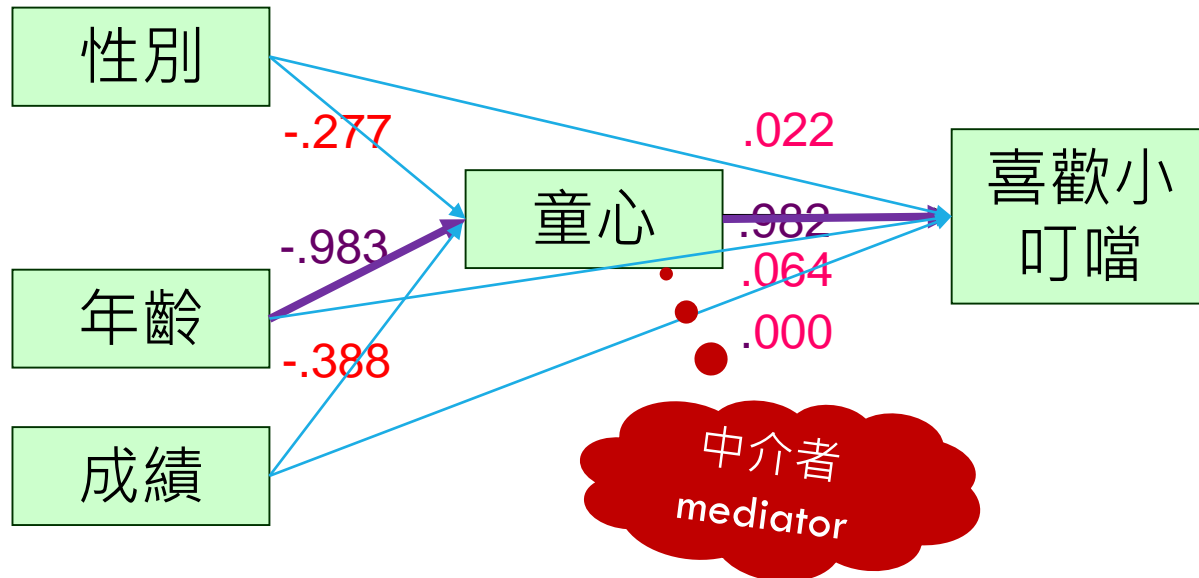 性別
-.277
.022
童心
喜歡小
叮噹
-.983
.982
年齡
.064
-.388
.000
成績
中介者
mediator